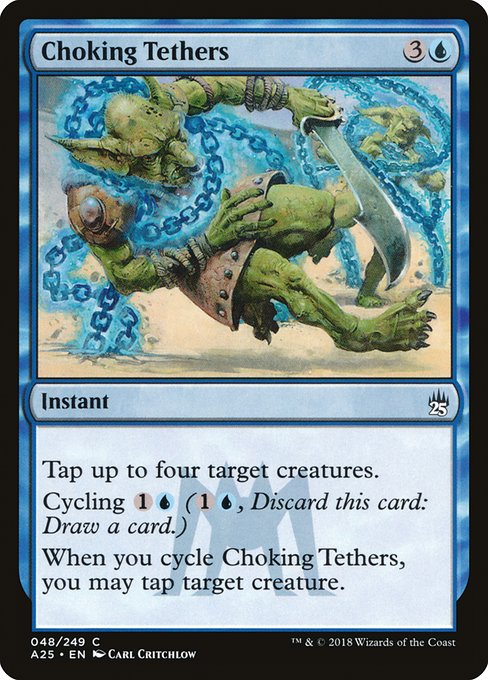 Choking Tethers 3
Instant
25
Tap up to four target creatures.
Cycling 1 (1, Discard this card:
Draw a card.)
When you cycle Choking Tethers,
you may tap target creature.
048/249 C
A25 • EN Carl Critchlow
™ & © 2018 Wizards of the Coast